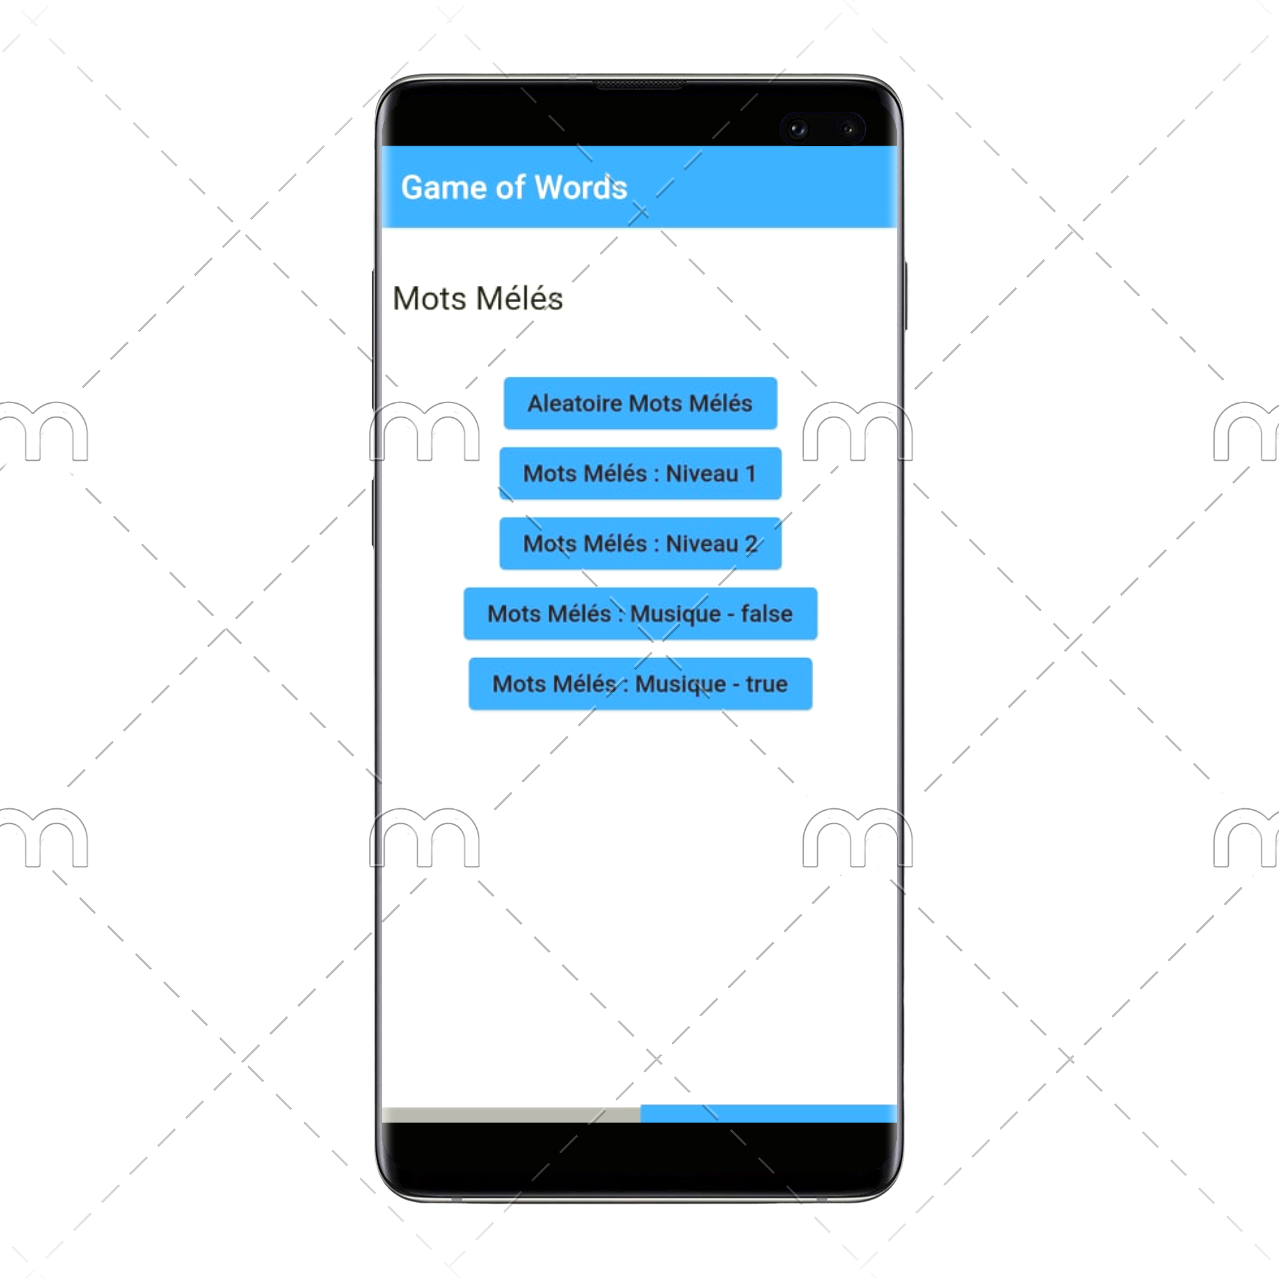 Game of Words
Mots Mélés
Aleatoire Mots Mélés
Mots Mélés : Niveau 1
Mots Mélés : Niveau 2
Mots Mélés : Musique - false
Mots Mélés : Musique - true